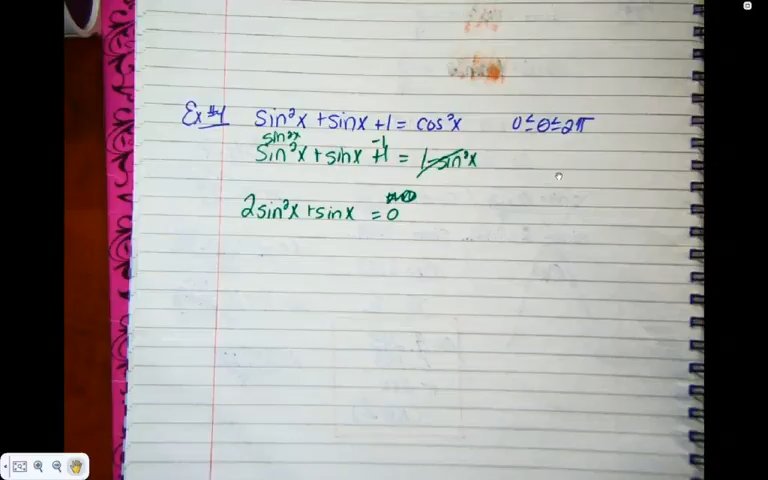 Ex #4 sin²x + sinx + 1 = cos²x 0 ≤ θ ≤ 2π
sin²x -1
sin²x + sinx + 1 = 1 - sin²x
2sin²x + sinx = 0